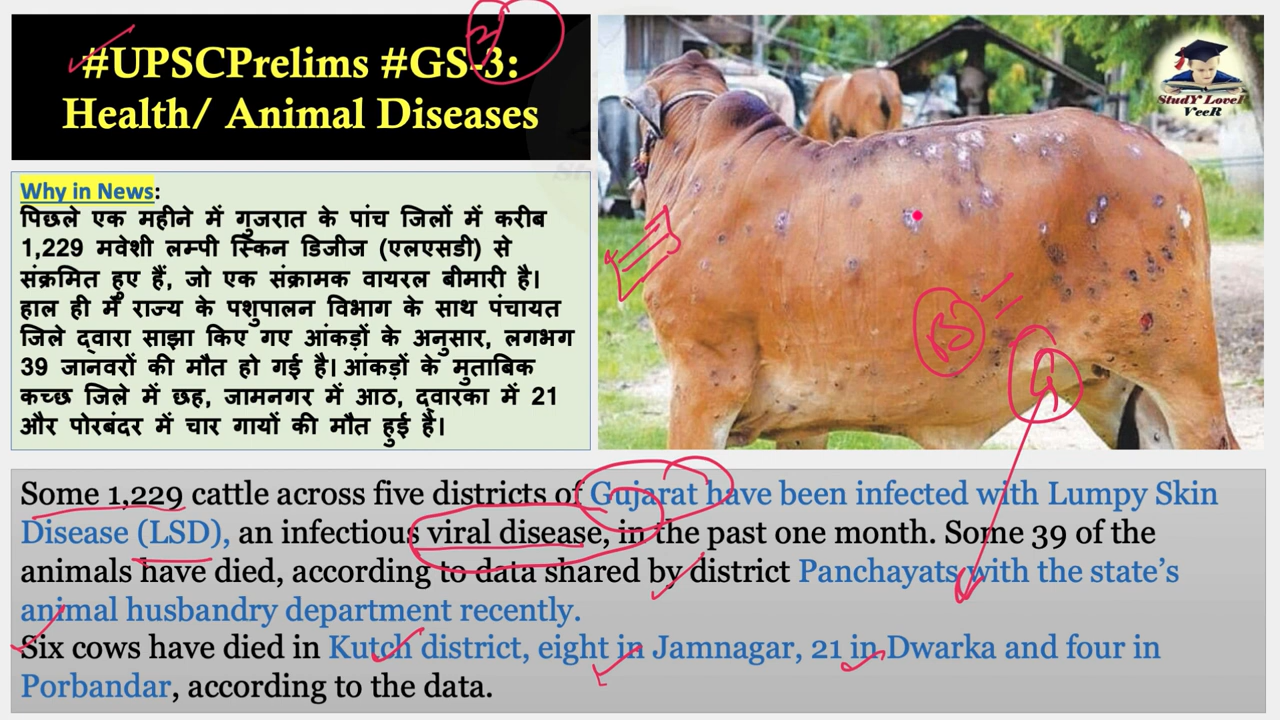 #UPSCPrelims #GS-3:
Health/ Animal Diseases
StudY LoveR
VeeR
Why in News:
पिछले एक महीने में गुजरात के पांच जिलों में करीब
1,229 मवेशी लम्पी स्किन डिजीज (एलएसडी) से
संक्रमित हुए हैं, जो एक संक्रामक वायरल बीमारी है।
हाल ही में राज्य के पशुपालन विभाग के साथ पंचायत
जिले द्वारा साझा किए गए आंकड़ों के अनुसार, लगभग
39 जानवरों की मौत हो गई है। आंकड़ों के मुताबिक
कच्छ जिले में छह, जामनगर में आठ, द्वारका में 21
और पोरबंदर में चार गायों की मौत हुई है।
Some 1,229 cattle across five districts of Gujarat have been infected with Lumpy Skin
Disease (LSD), an infectious viral disease, in the past one month. Some 39 of the
animals have died, according to data shared by district Panchayats with the state's
animal husbandry department recently.
Six cows have died in Kutch district, eight in Jamnagar, 21 in Dwarka and four in
Porbandar, according to the data.